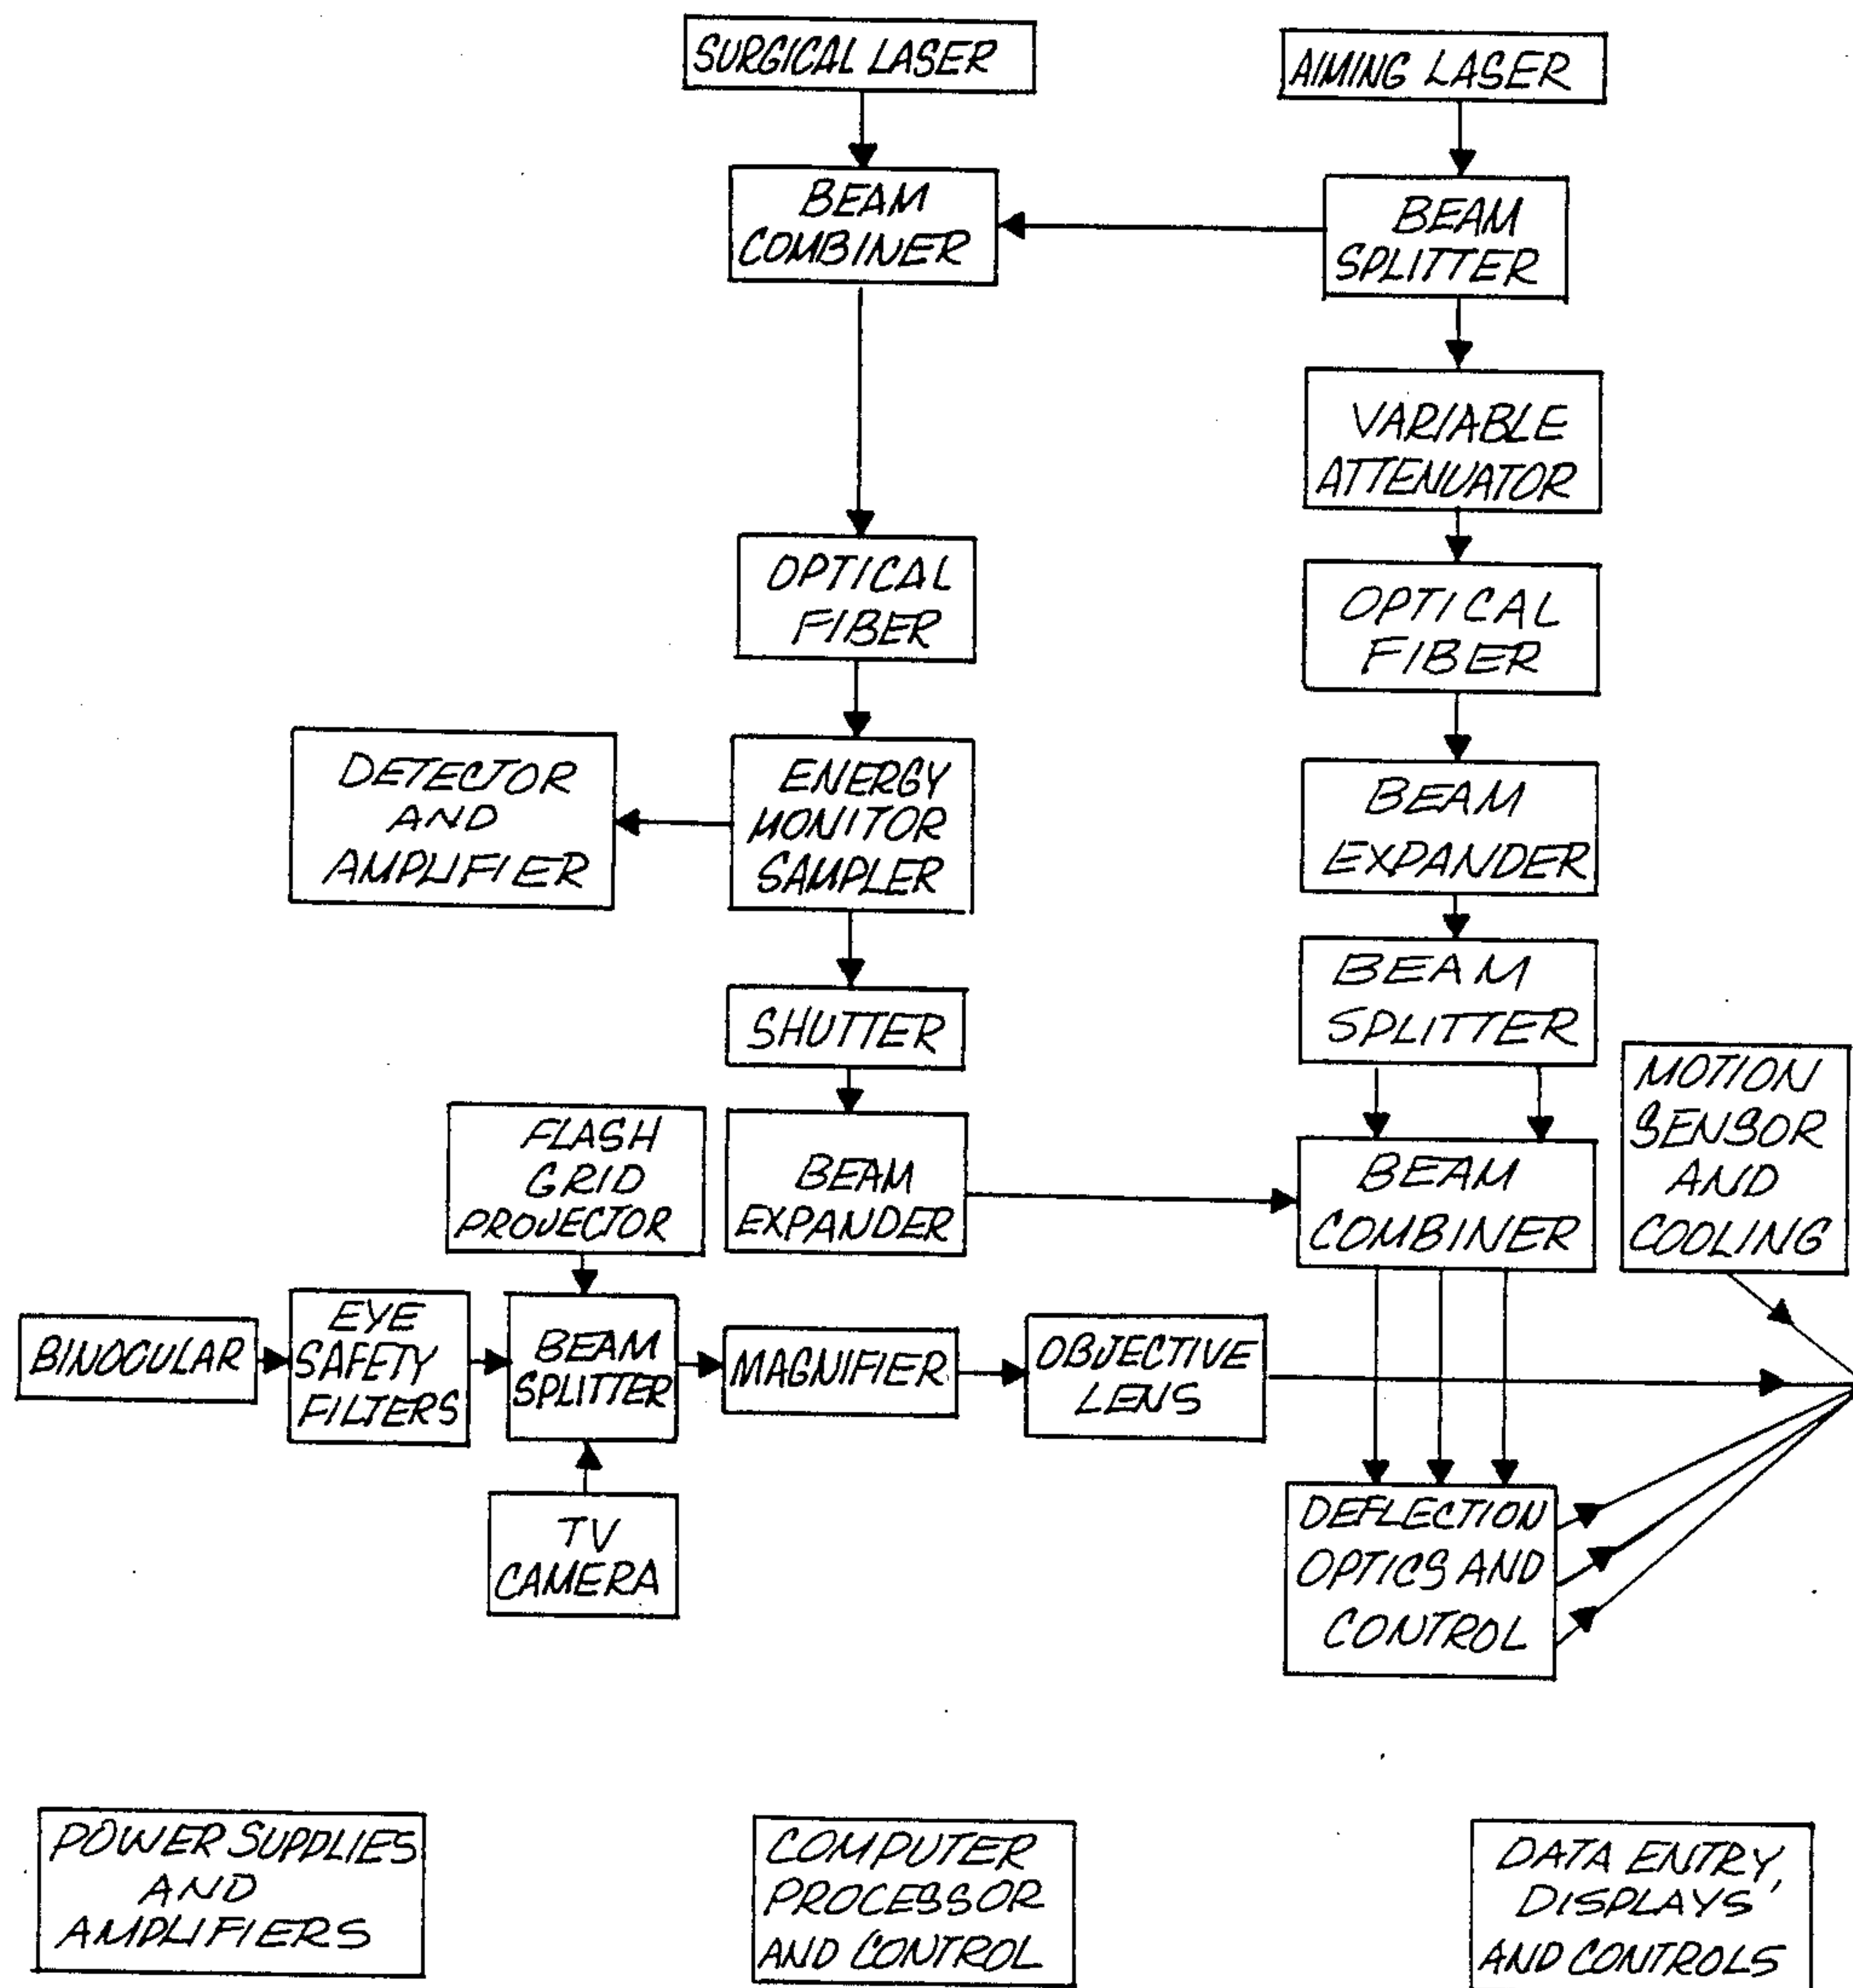 SURGICAL LASER
AIMING LASER
BEAM
COMBINER
BEAM
SPLITTER
VARIABLE
ATTENUATOR
OPTICAL
FIBER
OPTICAL
FIBER
DETECTOR
AND
AMPLIFIER
ENERGY
MONITOR
SAMPLER
BEAM
EXPANDER
BEAM
SPLITTER
SHUTTER
MOTION
SENSOR
AND
COOLING
FLASH
GRID
PROJECTOR
BEAM
EXPANDER
BEAM
COMBINER
BINOCULAR
EYE
SAFETY
FILTERS
BEAM
SPLITTER
MAGNIFIER
OBJECTIVE
LENS
TV
CAMERA
DEFLECTION
OPTICS AND
CONTROL
POWER SUPPLIES
AND
AMPLIFIERS
COMPUTER
PROCESSOR
AND CONTROL
DATA ENTRY,
DISPLAYS
AND CONTROLS